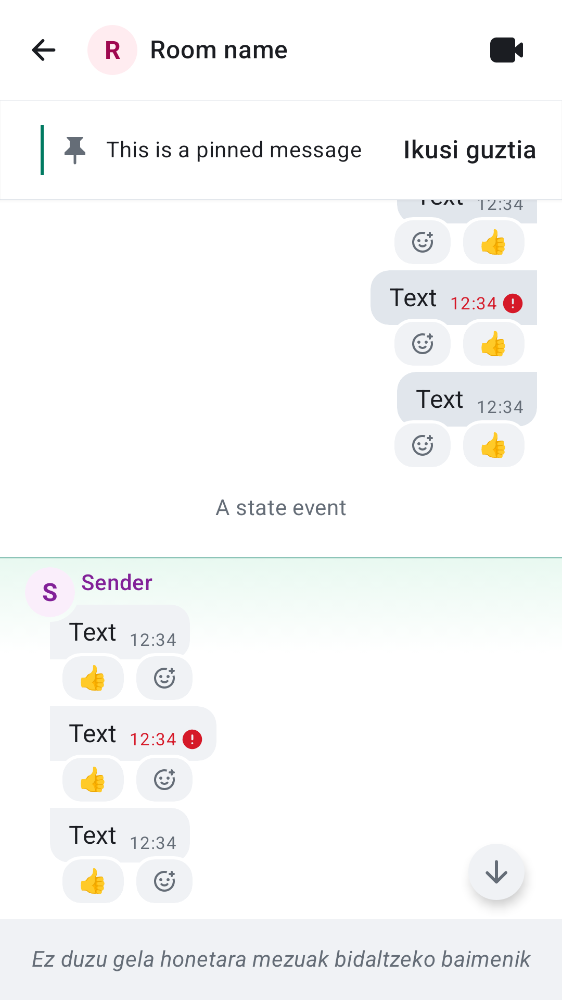 R Room name
This is a pinned message Ikusi guztia
Text 12:34
Text 12:34
Text 12:34
A state event
S Sender
Text 12:34
Text 12:34
Text 12:34
Ez duzu gela honetara mezuak bidaltzeko baimenik